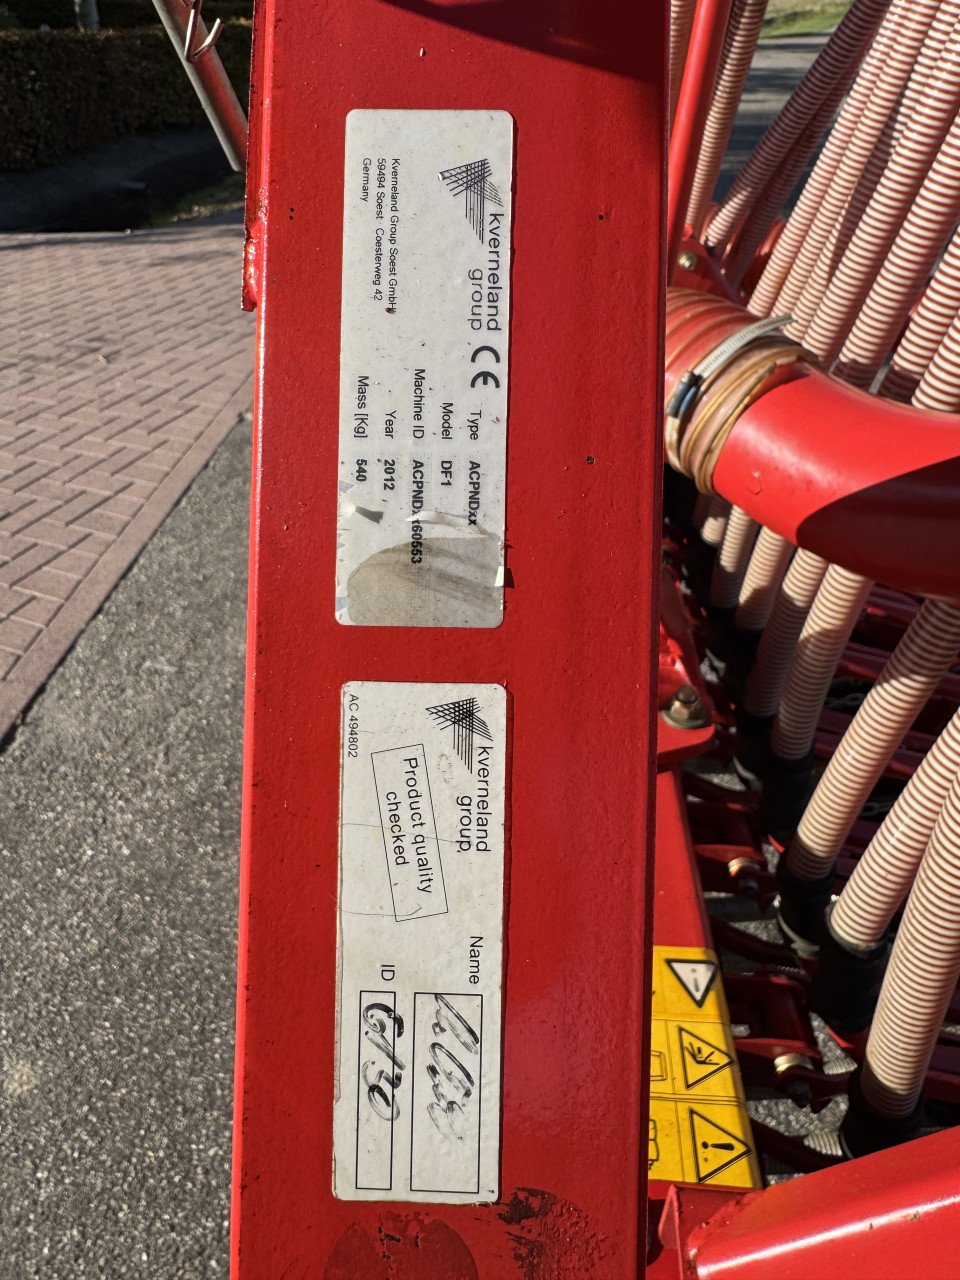 kverneland
group
CE
Kverneland Group Soest GmbH
59494 Soest Coesterweg 42
Germany
Type ACPNDxx
Model DF1
Machine ID
Year 2012
Mass [Kg] 540
kverneland
group
Product quality
checked
AC 494802
Name
ID